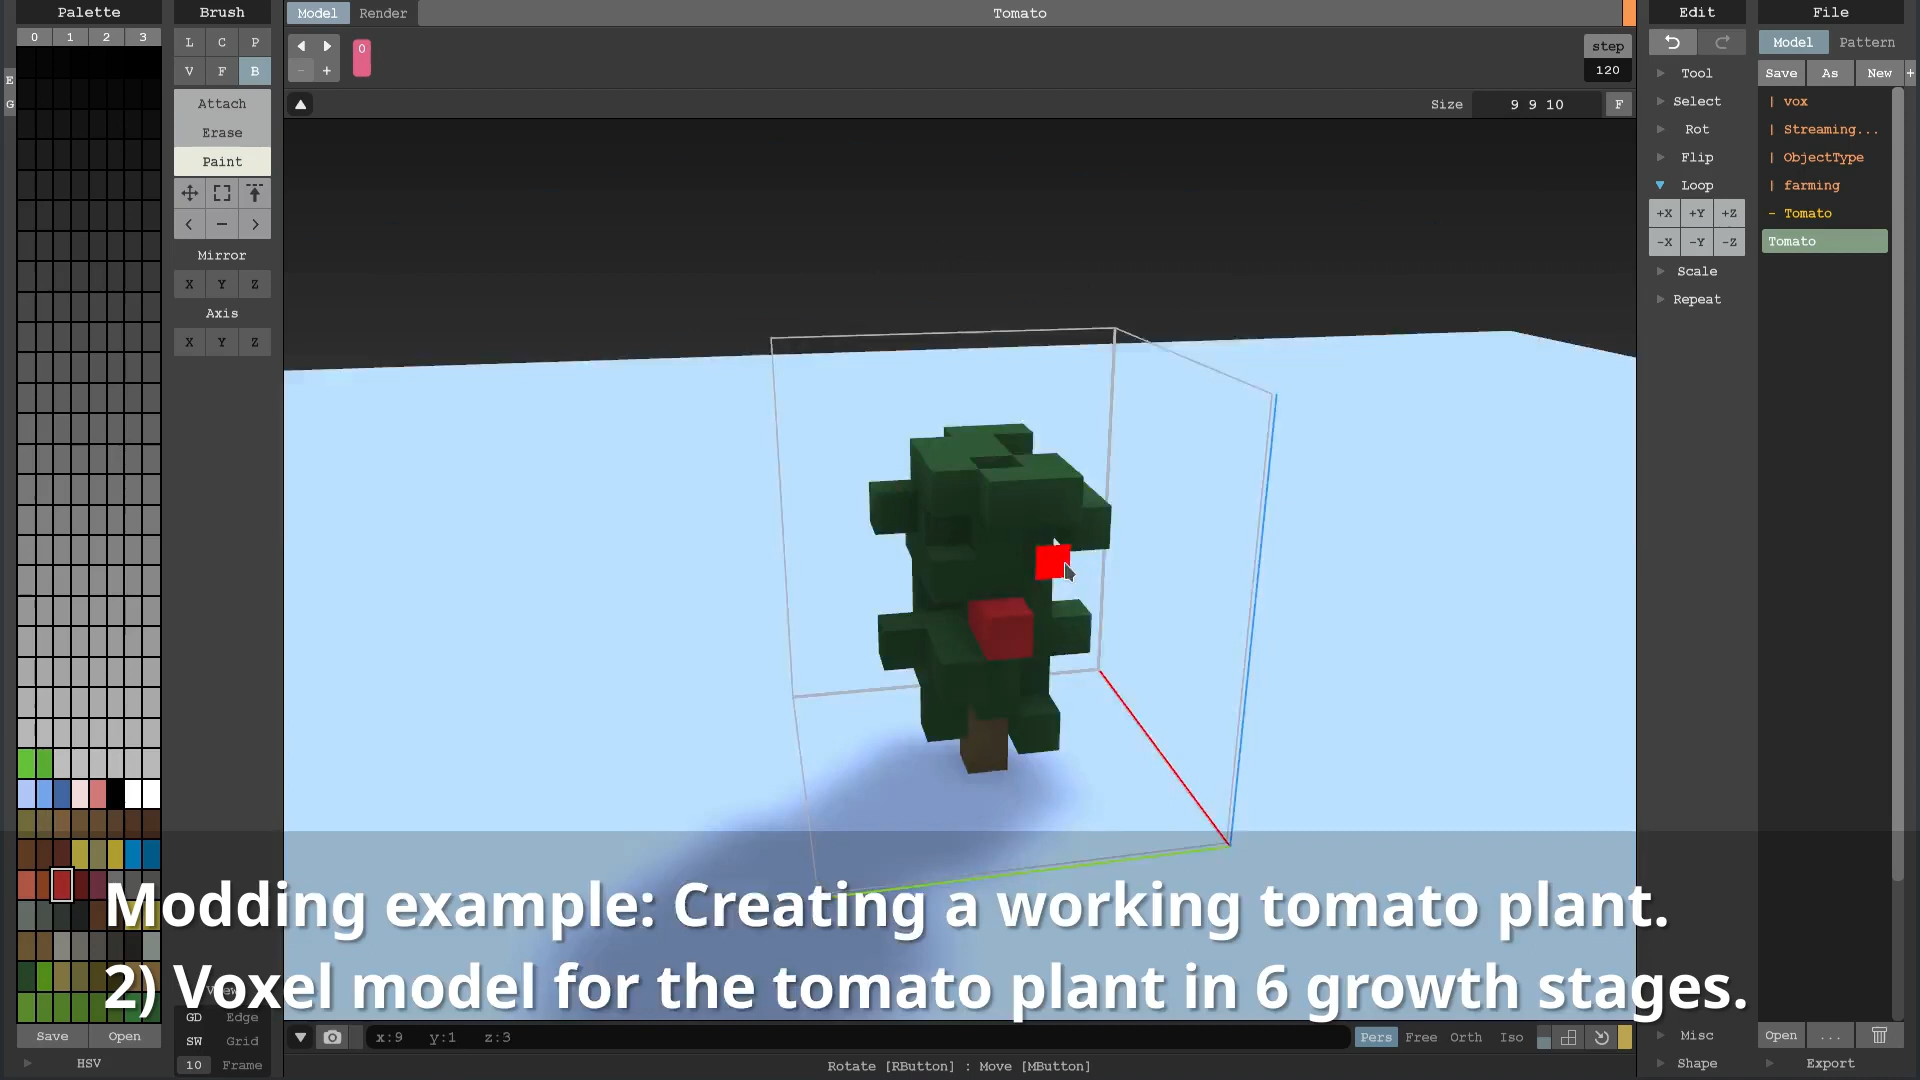 Palette
0 1 2 3
E
G
Save Open
HSV
Brush
L C P
V F B
Attach
Erase
Paint
< - >
Mirror
X Y Z
Axis
X Y Z
GD Edge
SW Grid
10 Frame
Model Render
Tomato
0
- +
step
120
Size 9 9 10 F
Edit
Tool
Select
Rot
Flip
Loop
+X +Y +Z
-X -Y -Z
Scale
Repeat
Misc
Shape
File
Model Pattern
Save As New +
| vox
| Streaming...
| ObjectType
| farming
- Tomato
Tomato
Open ...
Export
Modding example: Creating a working tomato plant.
2) Voxel model for the tomato plant in 6 growth stages.
x:9 y:1 z:3
Pers Free Orth Iso
Rotate [RButton] : Move [MButton]